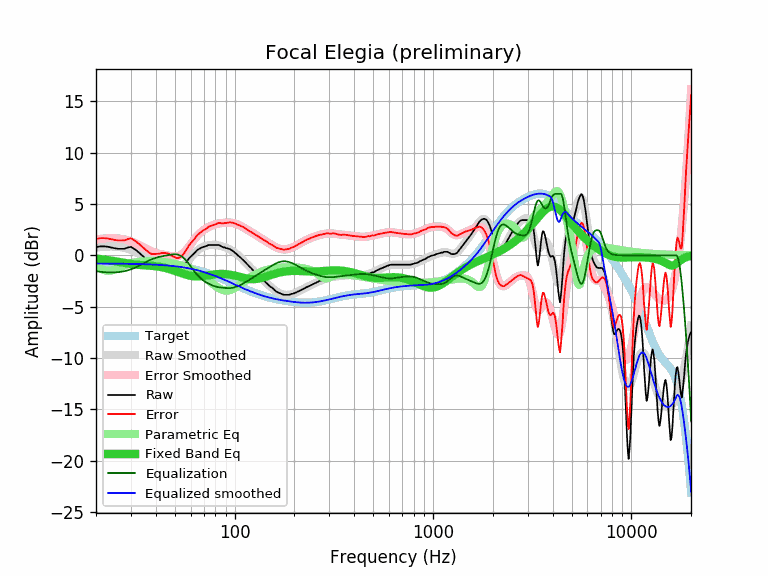 Focal Elegia (preliminary)
15
10
5
0
−5
−10
−15
−20
−25
Amplitude (dBr)
Target
Raw Smoothed
Error Smoothed
Raw
Error
Parametric Eq
Fixed Band Eq
Equalization
Equalized smoothed
100
1000
10000
Frequency (Hz)